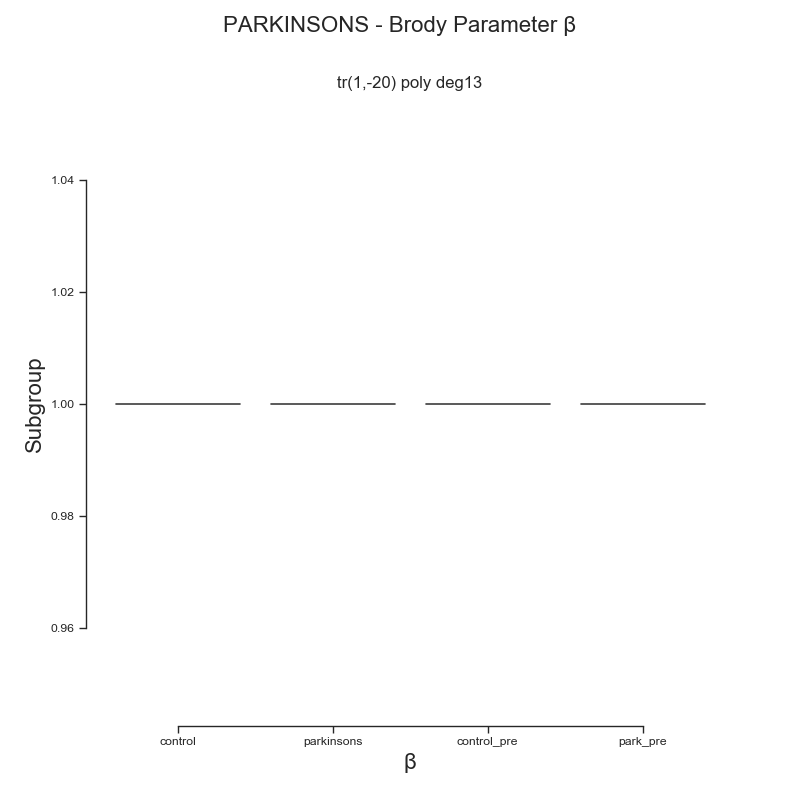 PARKINSONS - Brody Parameter β
tr(1,-20) poly deg13
1.04
1.02
1.00
0.98
0.96
Subgroup
control parkinsons control_pre park_pre
β